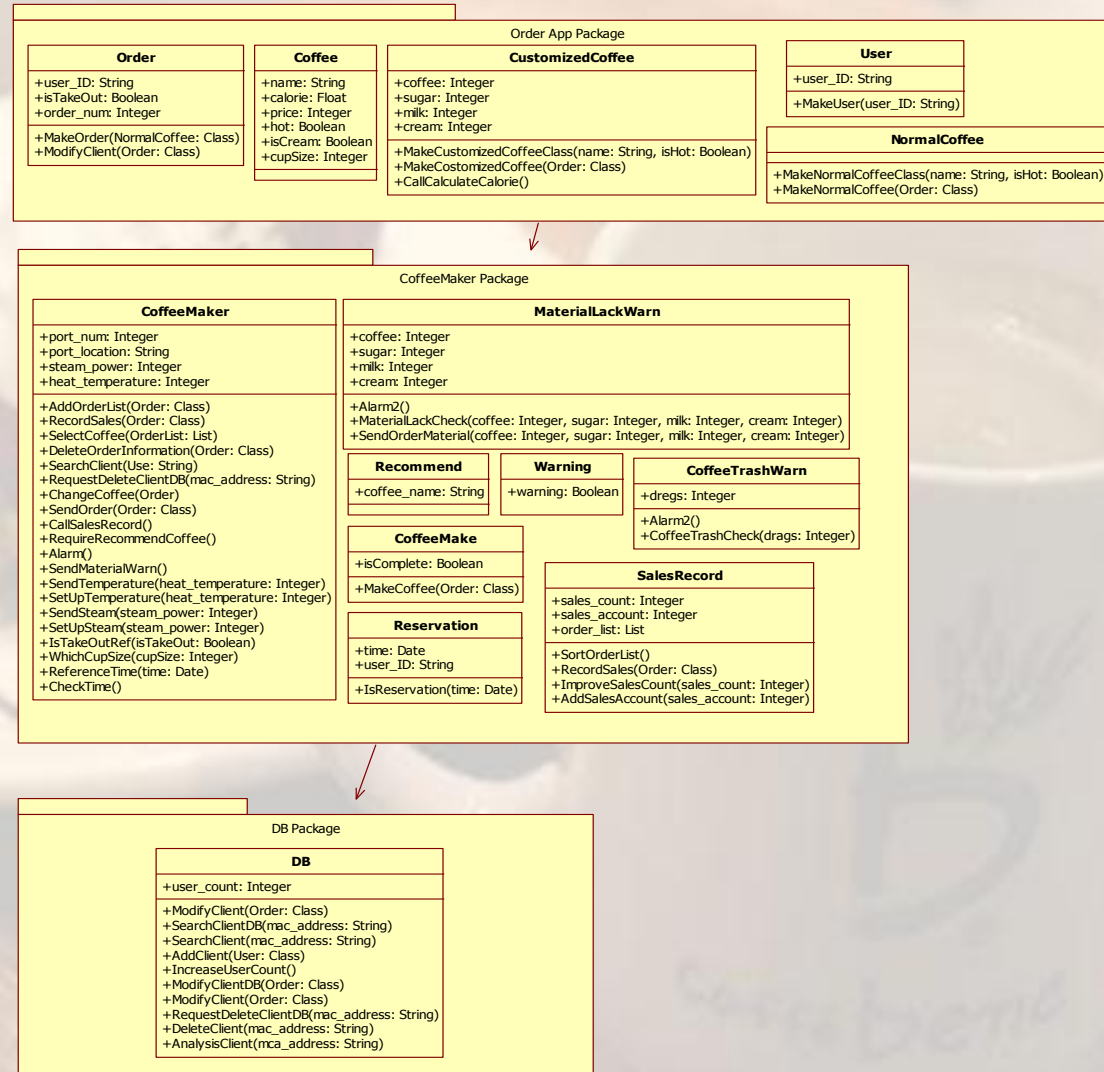 Order App Package
Order
+user_ID: String
+isTakeOut: Boolean
+order_num: Integer
+MakeOrder(NormalCoffee: Class)
+ModifyClient(Order: Class)
Coffee
+name: String
+calorie: Float
+price: Integer
+hot: Boolean
+isCream: Boolean
+cupSize: Integer
CustomizedCoffee
+coffee: Integer
+sugar: Integer
+milk: Integer
+cream: Integer
+MakeCustomizedCoffeeClass(name: String, isHot: Boolean)
+MakeCostomizedCoffee(Order: Class)
+CallCalculateCalorie()
User
+user_ID: String
+MakeUser(user_ID: String)
NormalCoffee
+MakeNormalCoffeeClass(name: String, isHot: Boolean)
+MakeNormalCoffee(Order: Class)
CoffeeMaker Package
CoffeeMaker
+port_num: Integer
+port_location: String
+steam_power: Integer
+heat_temperature: Integer
+AddOrderList(Order: Class)
+RecordSales(Order: Class)
+SelectCoffee(OrderList: List)
+DeleteOrderInformation(Order: Class)
+SearchClient(Use: String)
+RequestDeleteClientDB(mac_address: String)
+ChangeCoffee(Order)
+SendOrder(Order: Class)
+CallSalesRecord()
+RequireRecommendCoffee()
+Alarm()
+SendMaterialWarn()
+SendTemperature(heat_temperature: Integer)
+SetUpTemperature(heat_temperature: Integer)
+SendSteam(steam_power: Integer)
+SetUpSteam(steam_power: Integer)
+IsTakeOutRef(isTakeOut: Boolean)
+WhichCupSize(cupSize: Integer)
+ReferenceTime(time: Date)
+CheckTime()
MaterialLackWarn
+coffee: Integer
+sugar: Integer
+milk: Integer
+cream: Integer
+Alarm2()
+MaterialLackCheck(coffee: Integer, sugar: Integer, milk: Integer, cream: Integer)
+SendOrderMaterial(coffee: Integer, sugar: Integer, milk: Integer, cream: Integer)
Recommend
+coffee_name: String
Warning
+warning: Boolean
CoffeeTrashWarn
+dregs: Integer
+Alarm2()
+CoffeeTrashCheck(drags: Integer)
CoffeeMake
+isComplete: Boolean
+MakeCoffee(Order: Class)
Reservation
+time: Date
+user_ID: String
+IsReservation(time: Date)
SalesRecord
+sales_count: Integer
+sales_account: Integer
+order_list: List
+SortOrderList()
+RecordSales(Order: Class)
+ImproveSalesCount(sales_count: Integer)
+AddSalesAccount(sales_account: Integer)
DB Package
DB
+user_count: Integer
+ModifyClient(Order: Class)
+SearchClientDB(mac_address: String)
+SearchClient(mac_address: String)
+AddClient(User: Class)
+IncreaseUserCount()
+ModifyClientDB(Order: Class)
+ModifyClient(Order: Class)
+RequestDeleteClientDB(mac_address: String)
+DeleteClient(mac_address: String)
+AnalysisClient(mca_address: String)